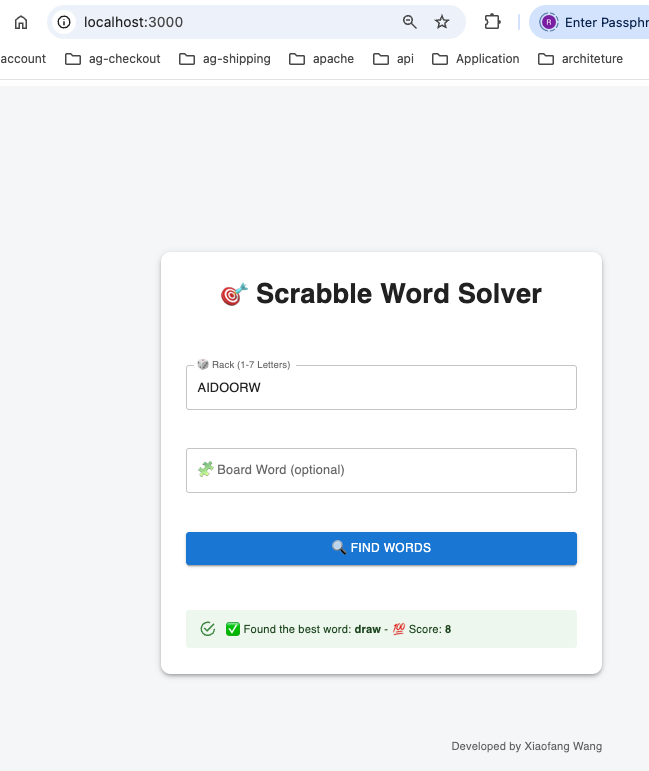 localhost:3000
Enter Passphr
account ag-checkout ag-shipping apache api Application architeture
🎯 Scrabble Word Solver
🎲 Rack (1-7 Letters)
AIDOORW
🧩 Board Word (optional)
🔍 FIND WORDS
✅ Found the best word: draw - 💯 Score: 8
Developed by Xiaofang Wang